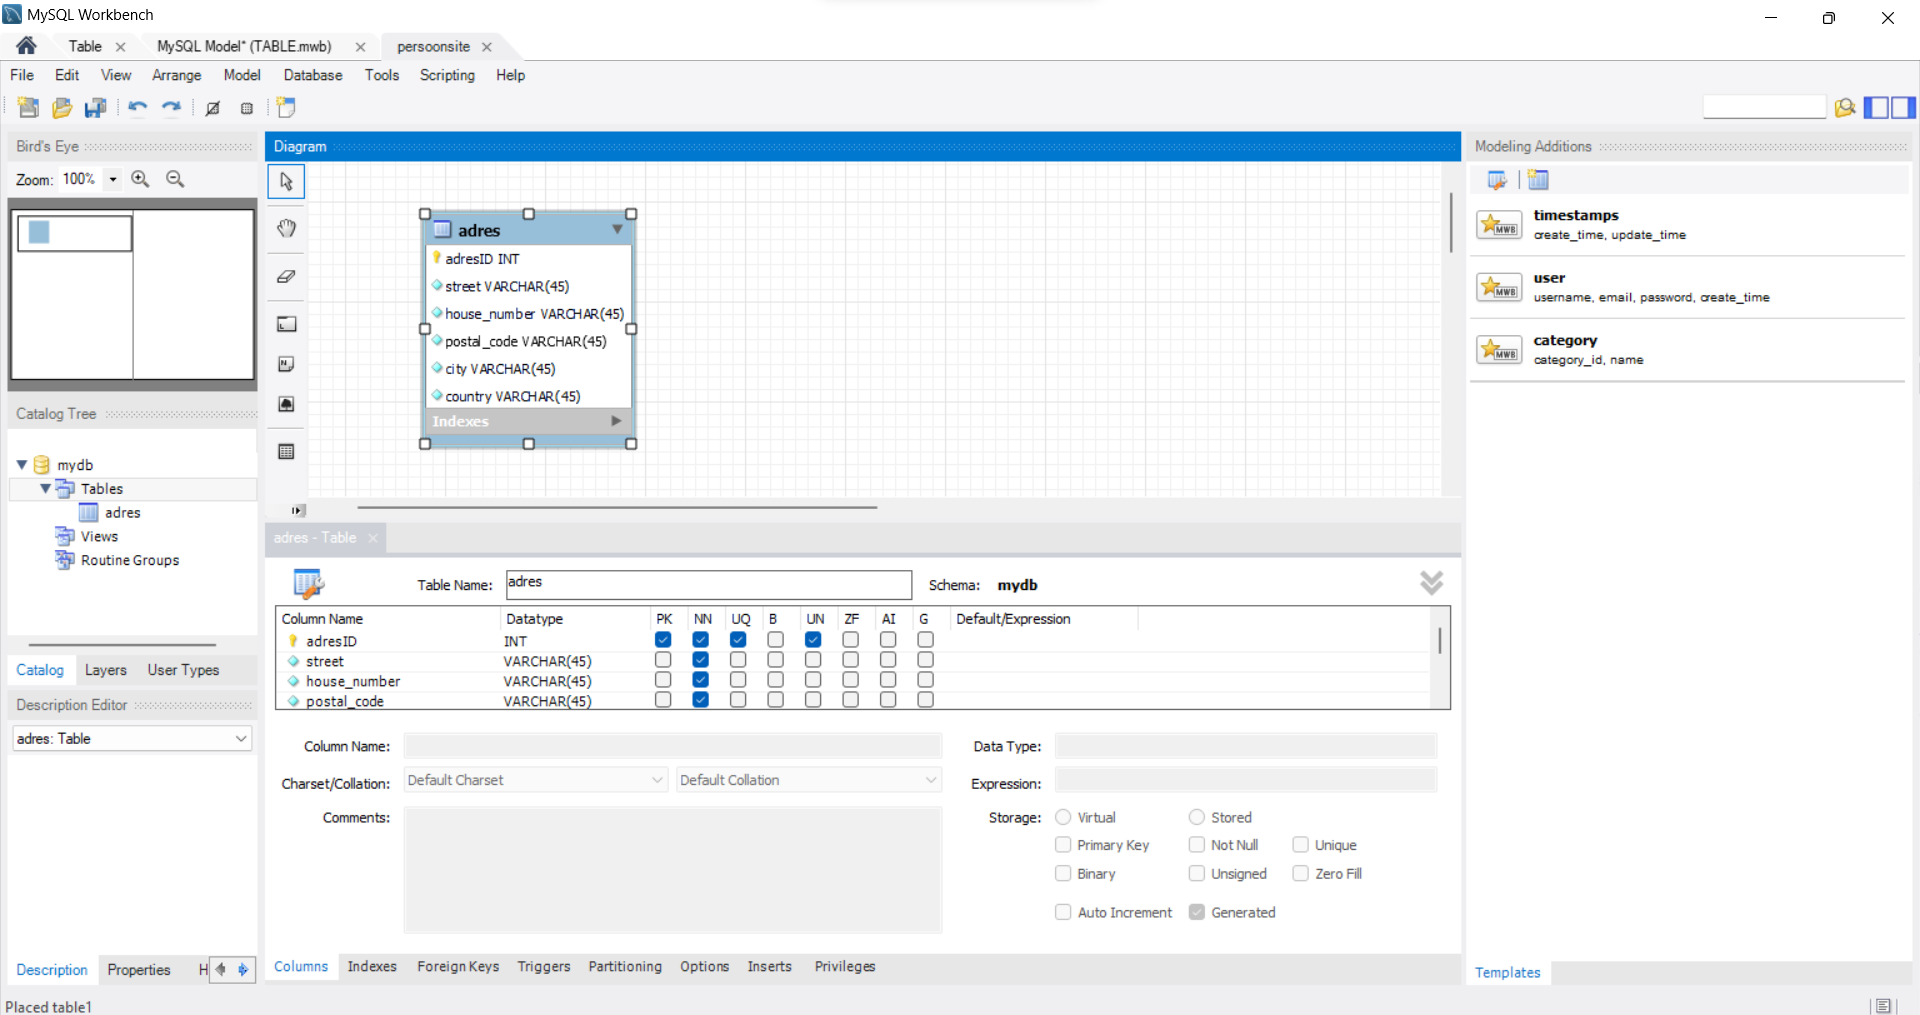 MySQL Workbench
Table
MySQL Model* (TABLE.mwb)
persoonsite
File Edit View Arrange Model Database Tools Scripting Help
Bird's Eye
Zoom: 100%
Catalog Tree
mydb
Tables
adres
Views
Routine Groups
Catalog Layers User Types
Description Editor
adres: Table
Description Properties H
Diagram
adres
adresID INT
street VARCHAR(45)
house_number VARCHAR(45)
postal_code VARCHAR(45)
city VARCHAR(45)
country VARCHAR(45)
Indexes
adres - Table
Table Name: adres Schema: mydb
Column Name Datatype PK NN UQ B UN ZF AI G Default/Expression
adresID INT
street VARCHAR(45)
house_number VARCHAR(45)
postal_code VARCHAR(45)
Column Name: Data Type:
Charset/Collation: Default Charset Default Collation Expression:
Comments: Storage: Virtual Stored
Primary Key Not Null Unique
Binary Unsigned Zero Fill
Auto Increment Generated
Columns Indexes Foreign Keys Triggers Partitioning Options Inserts Privileges
Modeling Additions
MWB
timestamps
create_time, update_time
MWB
user
username, email, password, create_time
MWB
category
category_id, name
Templates
Placed table1